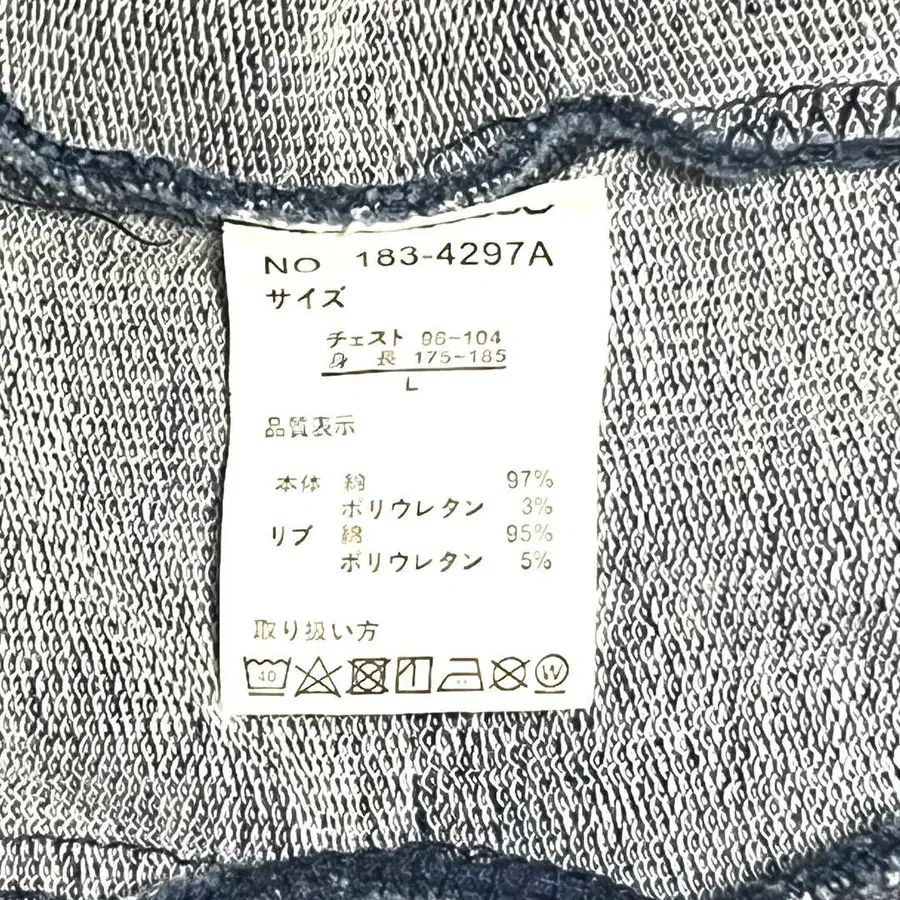 NO 183-4297A
サイズ
チェスト 96~104
身 長 175~185
L
品質表示
本体 綿 97%
ポリウレタン 3%
リブ 綿 95%
ポリウレタン 5%
取り扱い方
40
W